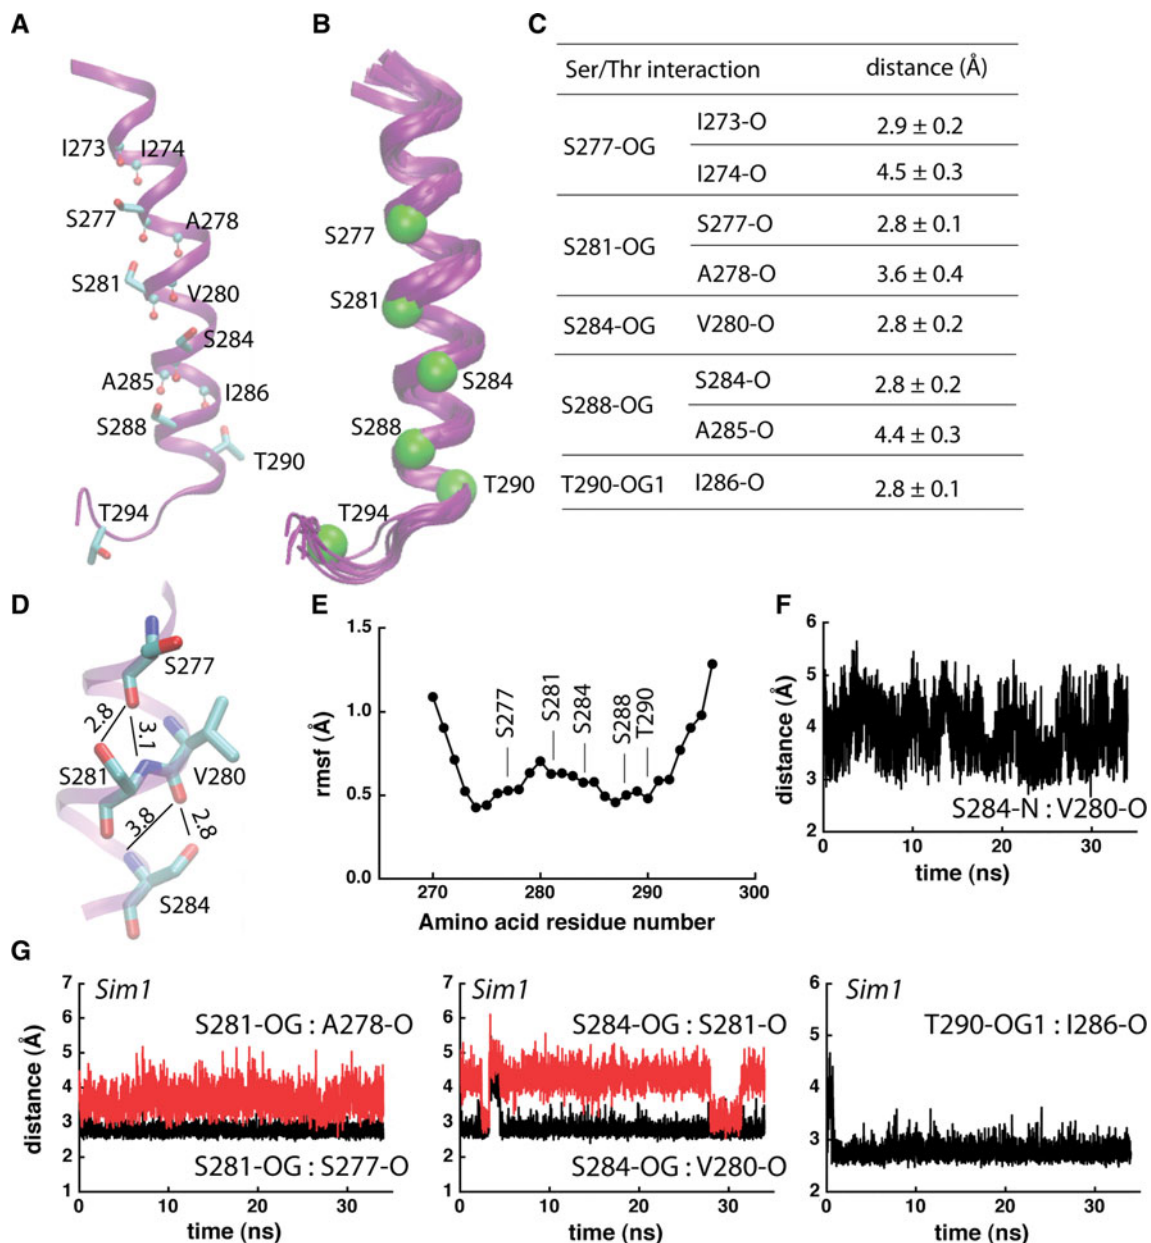 A
I273
I274
S277
A278
S281
V280
S284
A285
I286
S288
T290
T294
B
S277
S281
S284
S288
T290
T294
C
Ser/Thr interaction distance (Å)
S277-OG
I273-O 2.9 ± 0.2
I274-O 4.5 ± 0.3
S281-OG
S277-O 2.8 ± 0.1
A278-O 3.6 ± 0.4
S284-OG V280-O 2.8 ± 0.2
S288-OG
S284-O 2.8 ± 0.2
A285-O 4.4 ± 0.3
T290-OG1 I286-O 2.8 ± 0.1
D
S277
2.8
3.1
S281
V280
3.8
2.8
S284
E
1.5
1.0
0.5
0.0
rmsf (Å)
S277
S281
S284
S288
T290
270 280 290 300
Amino acid residue number
F
6
5
4
3
2
distance (Å)
S284-N : V280-O
0 10 20 30
time (ns)
G
7
6
5
4
3
2
1
distance (Å)
Sim1
S281-OG : A278-O
S281-OG : S277-O
0 10 20 30
time (ns)
7
6
5
4
3
2
1
Sim1
S284-OG : S281-O
S284-OG : V280-O
0 10 20 30
time (ns)
6
5
4
3
2
Sim1
T290-OG1 : I286-O
0 10 20 30
time (ns)